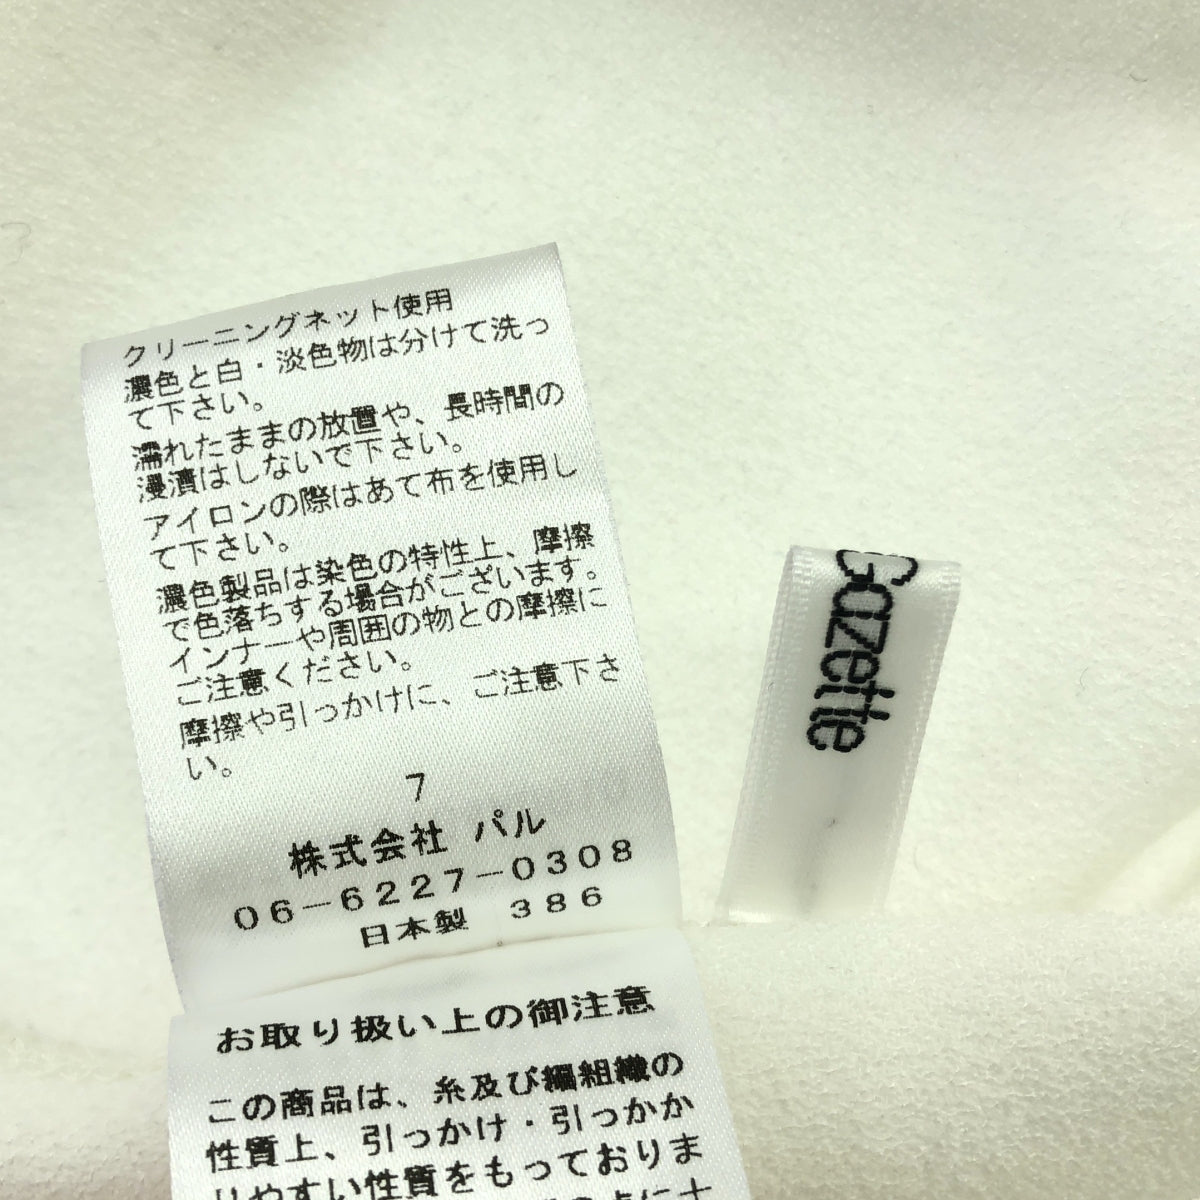 クリーニングネット使用
濃色と白・淡色物は分けて洗っ
て下さい。
濡れたままの放置や、長時間の
浸漬はしないで下さい。
アイロンの際はあて布を使用し
て下さい。
濃色製品は染色の特性上、摩擦
で色落ちする場合がございます。
インナーや周囲の物との摩擦に
ご注意ください。
摩擦や引っかけに、ご注意下さ
い。
7
株式会社 パル
06-6227-0308
日本製 386
お取り扱い上の御注意
この商品は、糸及び編組織の
性質上、引っかけ・引っかか
りやすい性質をもっておりま
Gazette